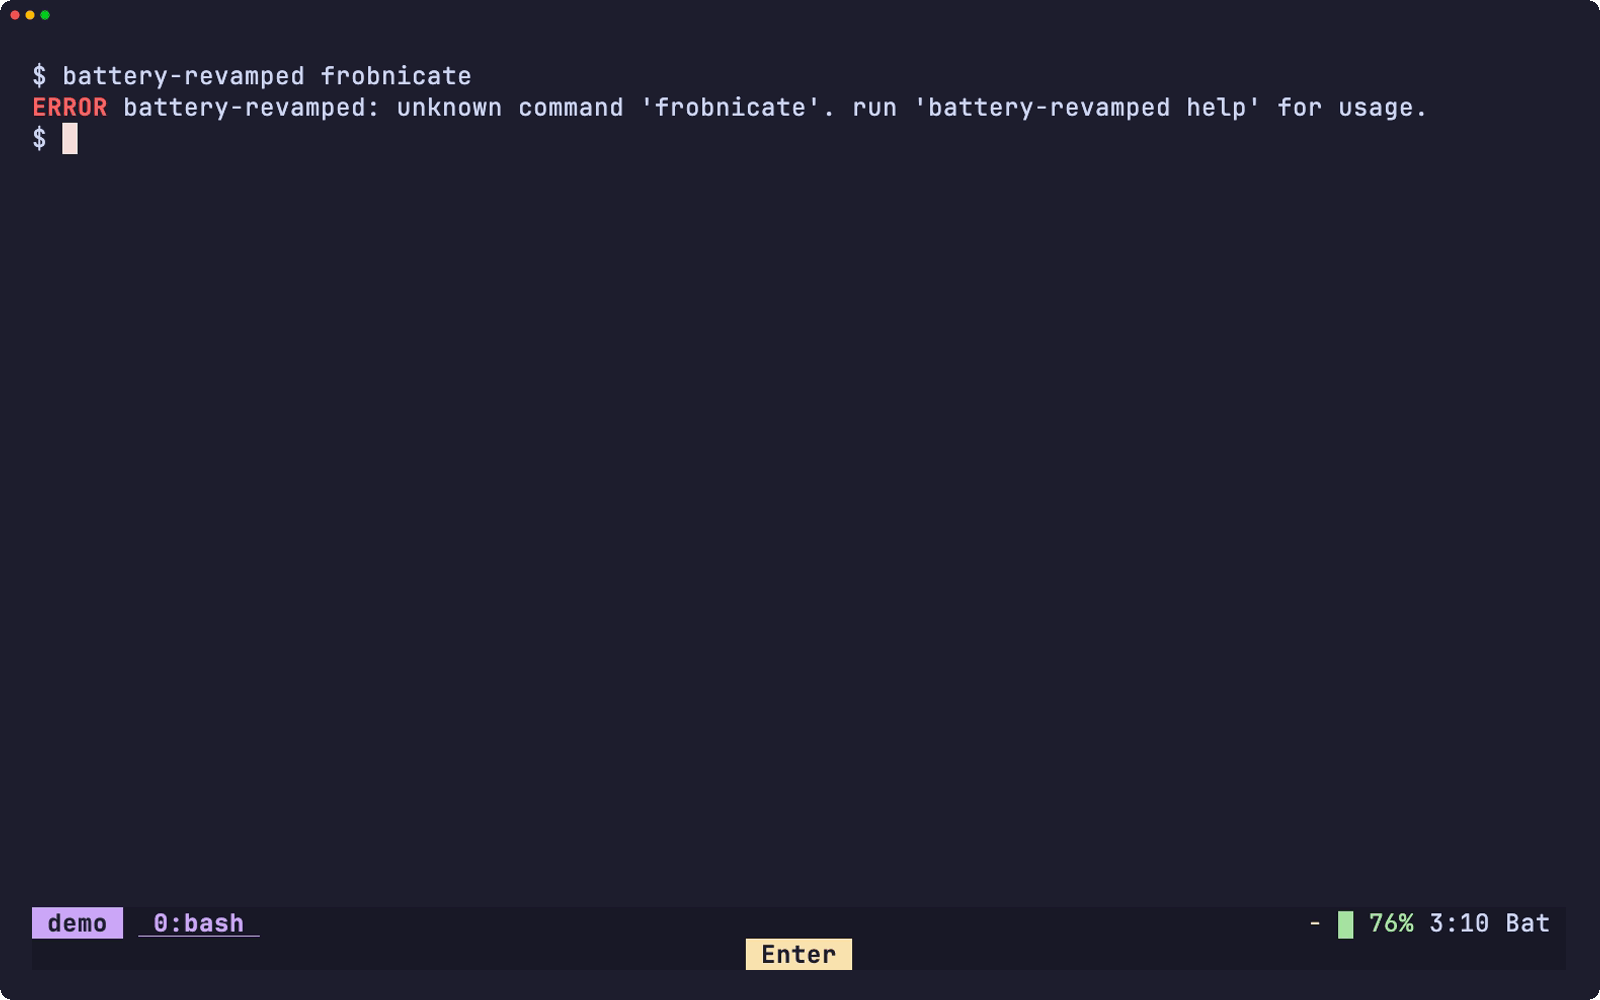 $ battery-revamped frobnicate
ERROR battery-revamped: unknown command 'frobnicate'. run 'battery-revamped help' for usage.
$
demo 0:bash - 76% 3:10 Bat
Enter